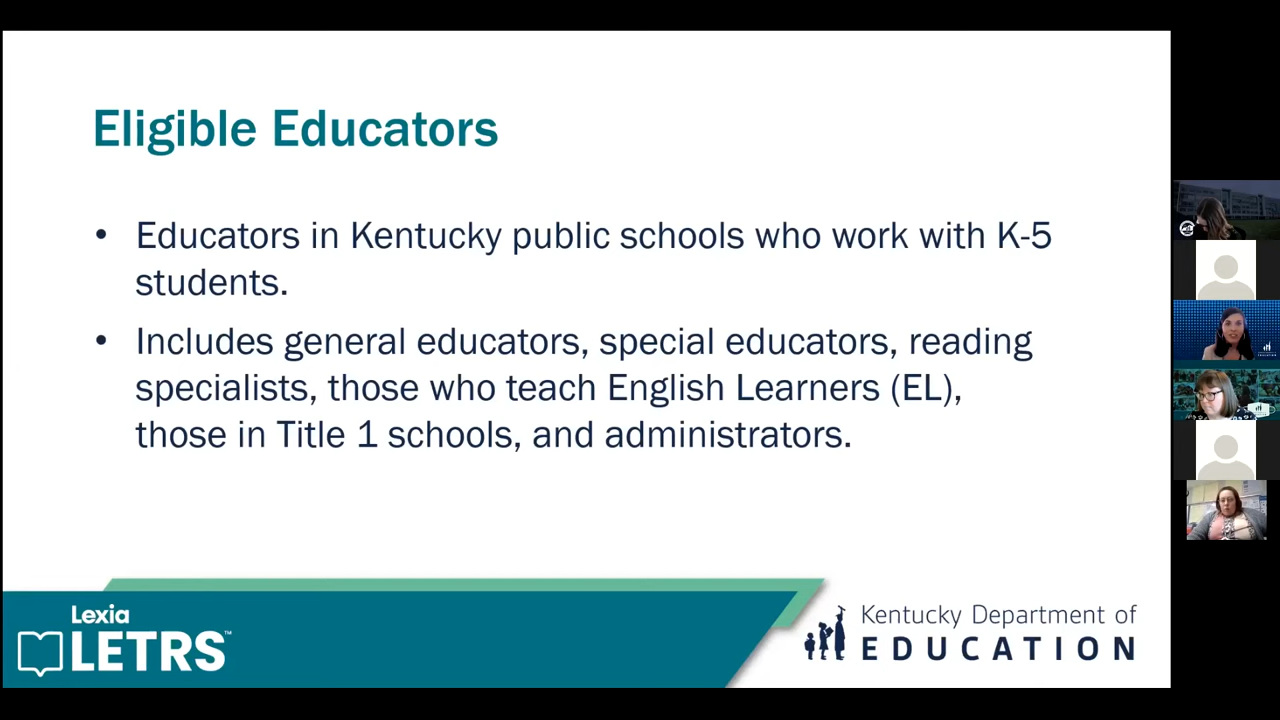 Eligible Educators
• Educators in Kentucky public schools who work with K-5
students.
• Includes general educators, special educators, reading
specialists, those who teach English Learners (EL),
those in Title 1 schools, and administrators.
Lexia
LETRS™
Kentucky Department of
EDUCATION